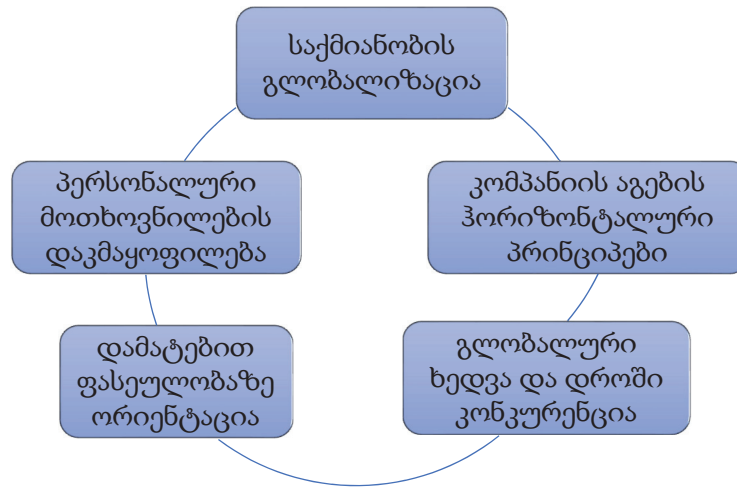 საქმიანობის
გლობალიზაცია
პერსონალური
მოთხოვნილების
დაკმაყოფილება
კომპანიის აგების
ჰორიზონტალური
პრინციპები
დამატებით
ფასეულობაზე
ორიენტაცია
გლობალური
ხედვა და დროში
კონკურენცია